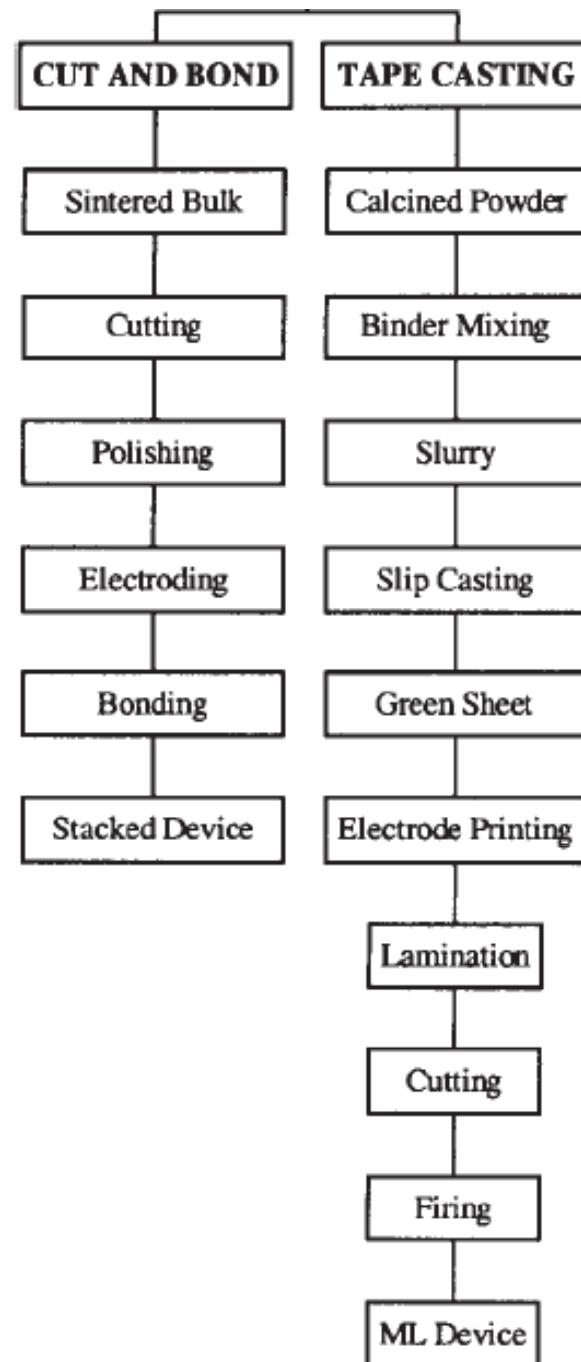 CUT AND BOND
Sintered Bulk
Cutting
Polishing
Electroding
Bonding
Stacked Device
TAPE CASTING
Calcined Powder
Binder Mixing
Slurry
Slip Casting
Green Sheet
Electrode Printing
Lamination
Cutting
Firing
ML Device